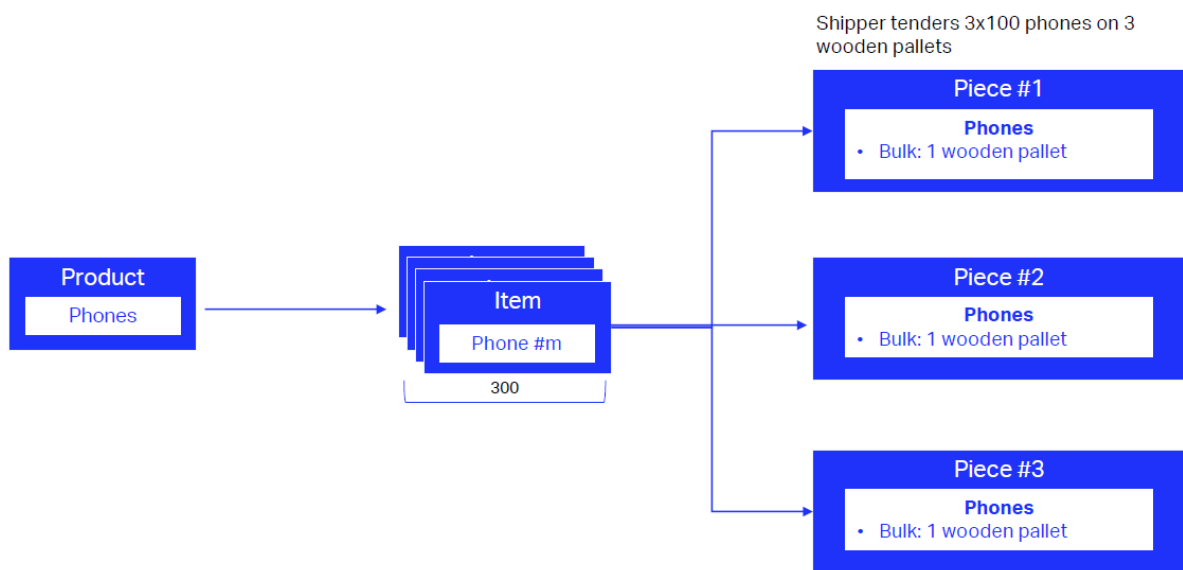 Shipper tenders 3x100 phones on 3
wooden pallets
Piece #1
Phones
• Bulk: 1 wooden pallet
Product
Phones
Item
Phone #m
300
Piece #2
Phones
• Bulk: 1 wooden pallet
Piece #3
Phones
• Bulk: 1 wooden pallet